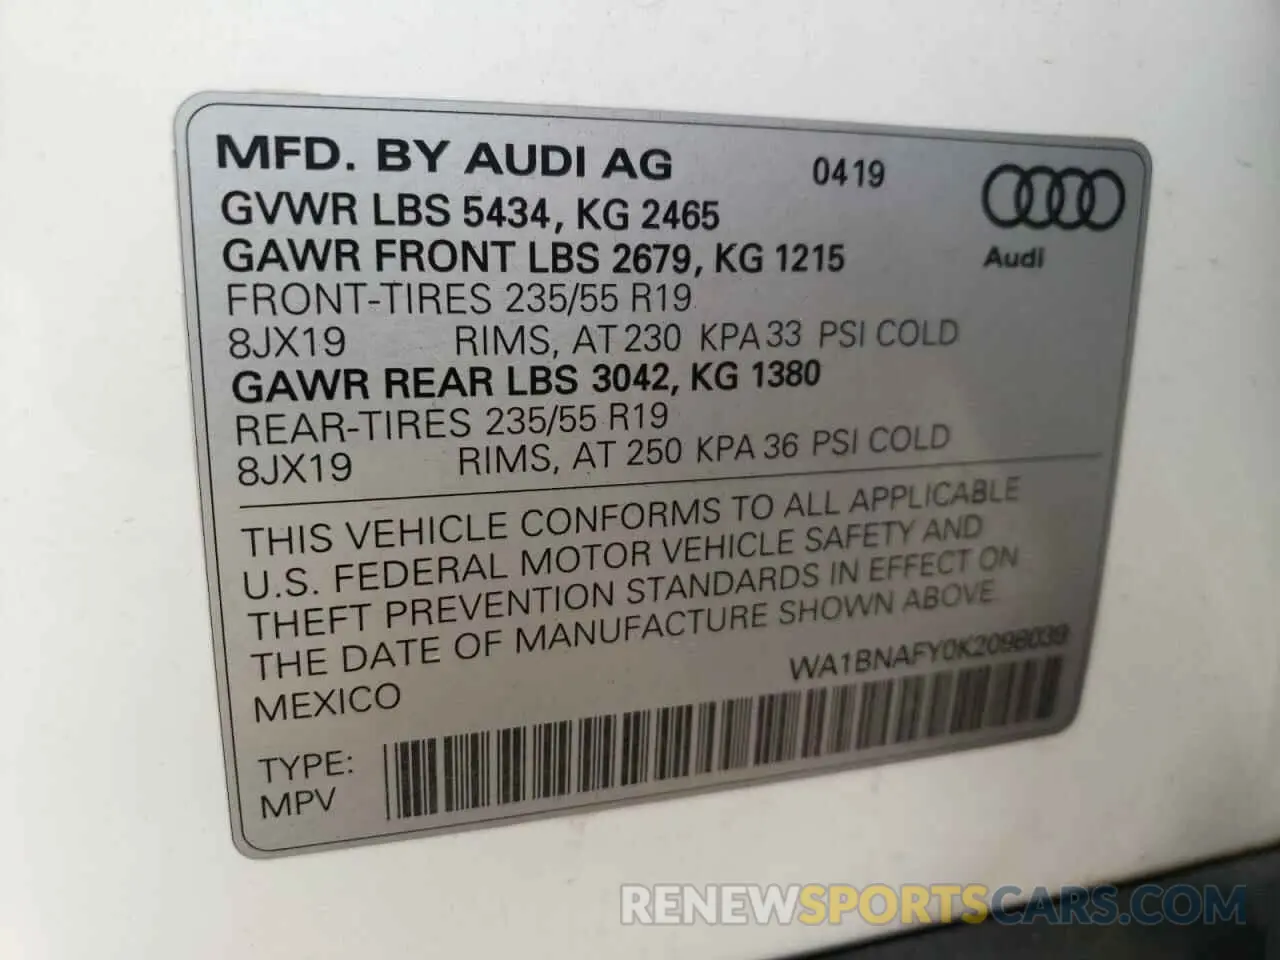 MFD. BY AUDI AG 0419
Audi
GVWR LBS 5434, KG 2465
GAWR FRONT LBS 2679, KG 1215
FRONT-TIRES 235/55 R19
8JX19 RIMS, AT 230 KPA 33 PSI COLD
GAWR REAR LBS 3042, KG 1380
REAR-TIRES 235/55 R19
8JX19 RIMS, AT 250 KPA 36 PSI COLD
THIS VEHICLE CONFORMS TO ALL APPLICABLE
U.S. FEDERAL MOTOR VEHICLE SAFETY AND
THEFT PREVENTION STANDARDS IN EFFECT ON
THE DATE OF MANUFACTURE SHOWN ABOVE.
WA1BNAFY0K2098039
MEXICO
TYPE:
MPV
RENEWSPORTSCARS.COM